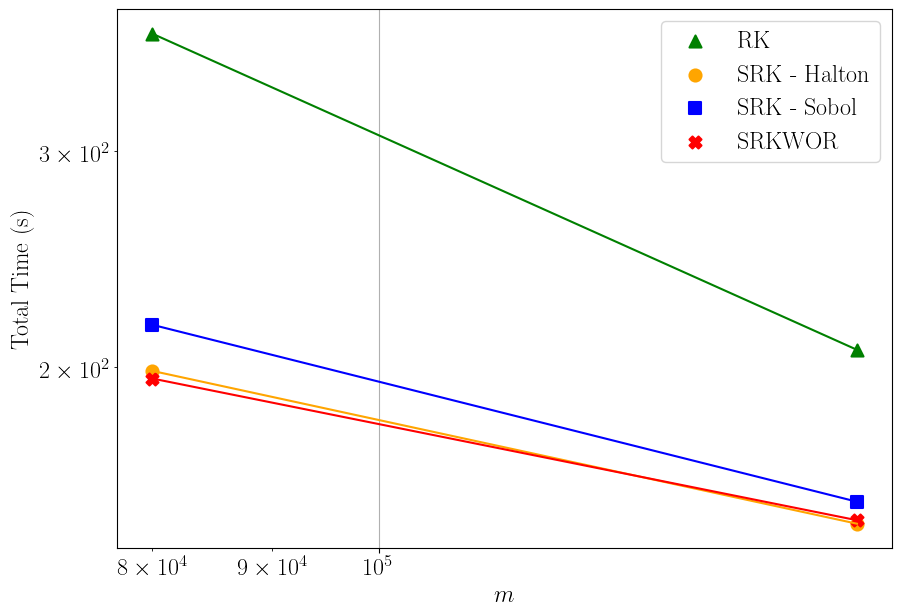 RK
SRK - Halton
SRK - Sobol
SRKWOR
Total Time (s)
3 × 10²
2 × 10²
8 × 10⁴
9 × 10⁴
10⁵
m